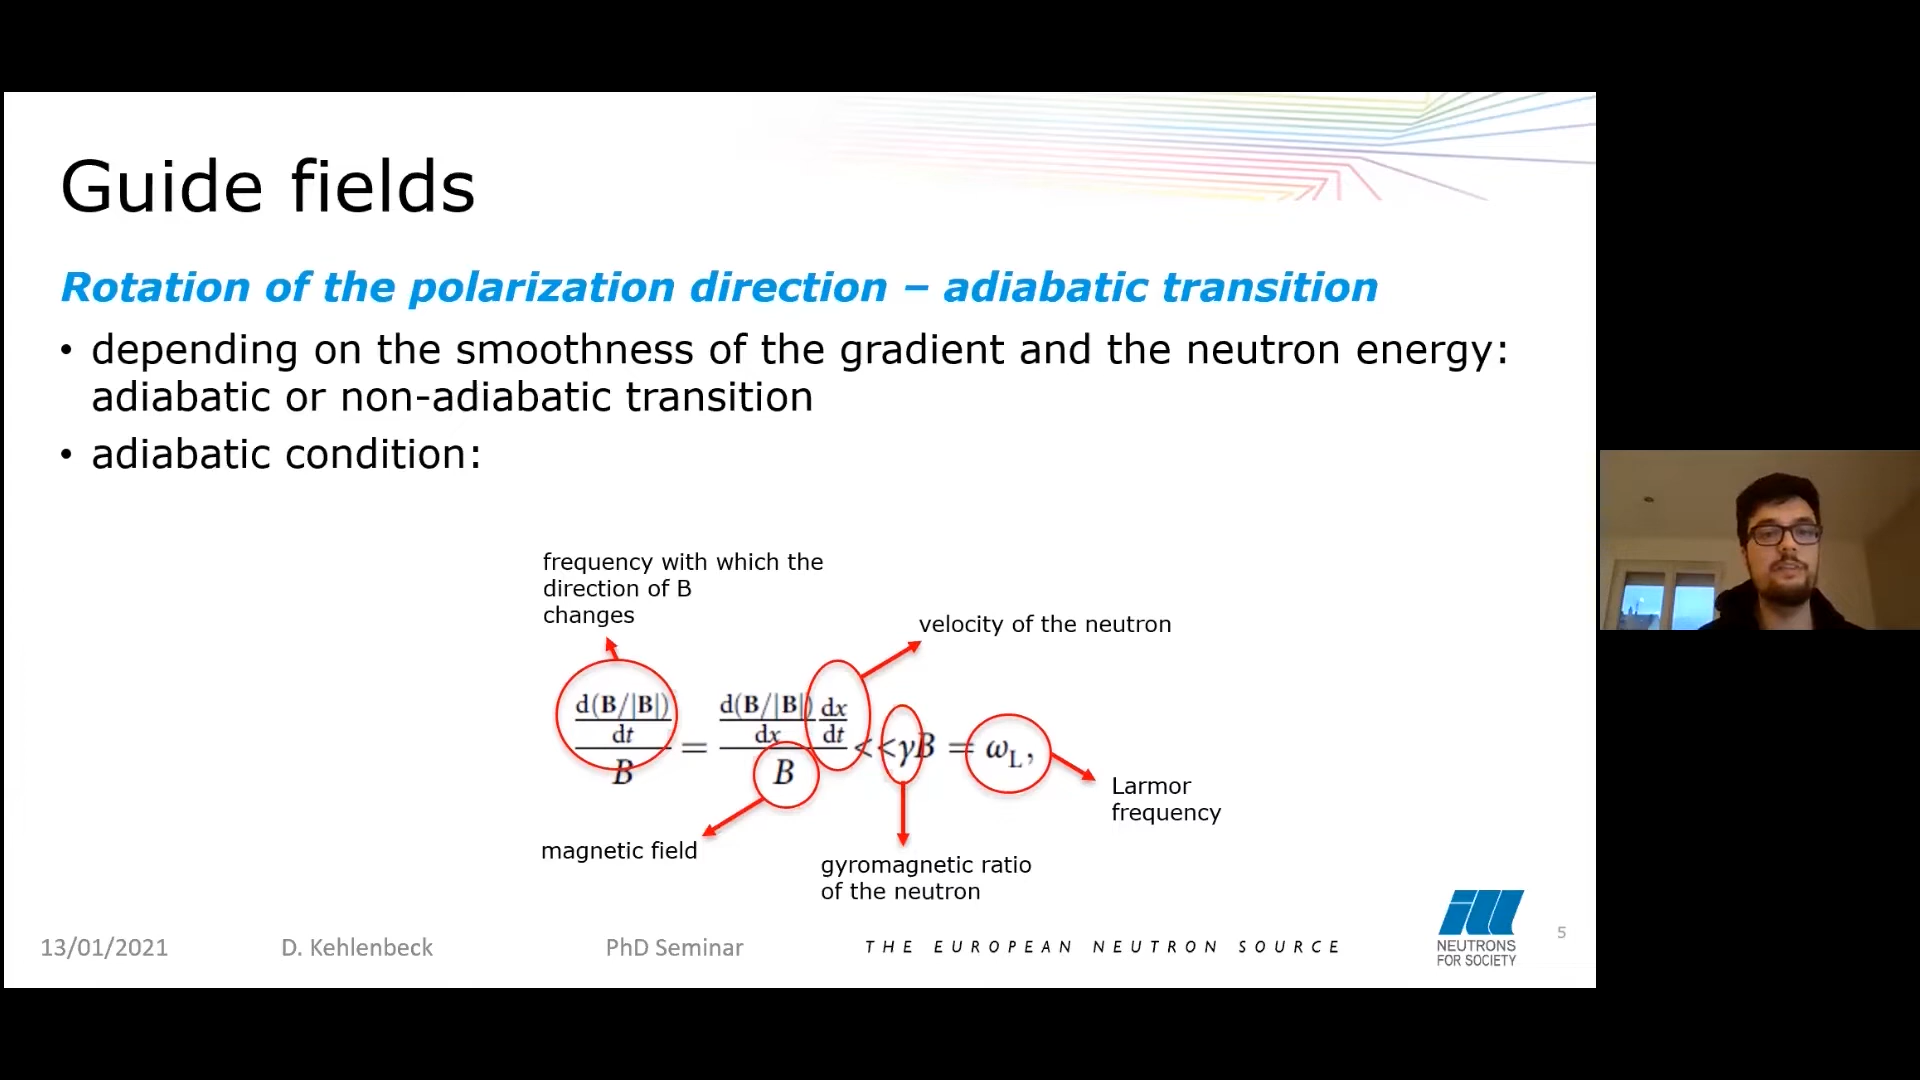 Guide fields
Rotation of the polarization direction – adiabatic transition
• depending on the smoothness of the gradient and the neutron energy:
adiabatic or non-adiabatic transition
• adiabatic condition:
frequency with which the
direction of B
changes
velocity of the neutron
d(B/|B|) d(B/|B|) dx
dt dx dt
= << γB = ωL,
B B
Larmor
frequency
magnetic field
gyromagnetic ratio
of the neutron
13/01/2021 D. Kehlenbeck PhD Seminar THE EUROPEAN NEUTRON SOURCE
ill
NEUTRONS
FOR SOCIETY
5